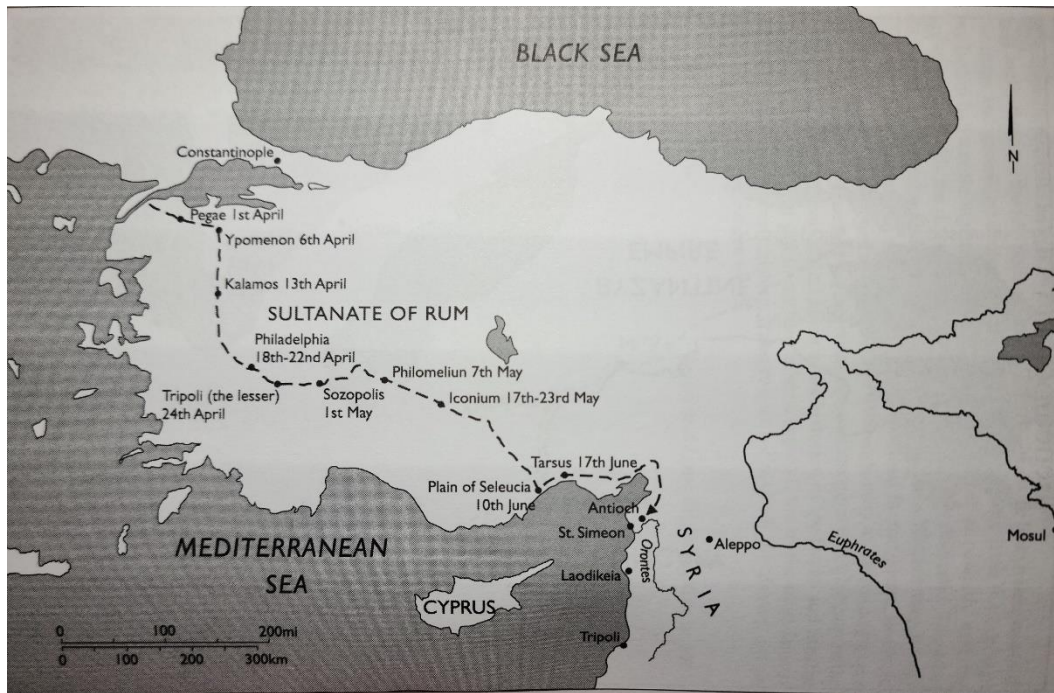 BLACK SEA
N
Constantinople
Pegae 1st April
Ypomenon 6th April
Kalamos 13th April
SULTANATE OF RUM
Philadelphia
18th-22nd April
Philomeliun 7th May
Tripoli (the lesser)
24th April
Sozopolis
1st May
Iconium 17th-23rd May
Tarsus 17th June
Plain of Seleucia
10th June
Antioch
St. Simeon
Orontes
SYRIA
Aleppo
Euphrates
Mosul
MEDITERRANEAN
SEA
Laodikeia
CYPRUS
Tripoli
0 100 200mi
0 100 200 300km